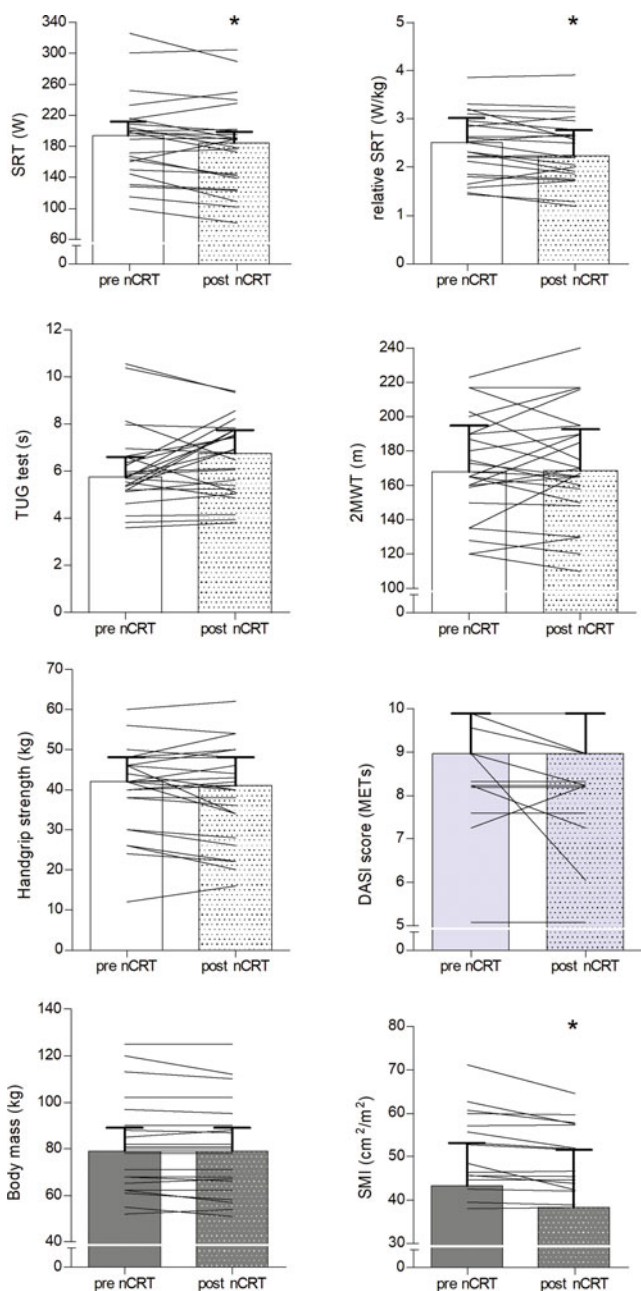 *
*
SRT (W)
340
300
260
220
180
140
100
60
0
pre nCRT
post nCRT
relative SRT (W/kg)
5
4
3
2
1
0
pre nCRT
post nCRT
TUG test (s)
12
10
8
6
4
2
0
pre nCRT
post nCRT
2MWT (m)
240
220
200
180
160
140
120
100
0
pre nCRT
post nCRT
Handgrip strength (kg)
70
60
50
40
30
20
10
0
pre nCRT
post nCRT
DASI score (METs)
10
9
8
7
6
5
0
pre nCRT
post nCRT
Body mass (kg)
140
120
100
80
60
40
0
pre nCRT
post nCRT
*
SMI (cm²/m²)
80
70
60
50
40
30
0
pre nCRT
post nCRT